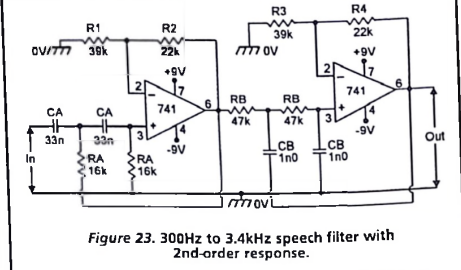 R3
39k
R4
22k
0V
R1
39k
R2
22k
0V
+9V
7
2
741
6
3
4
-9V
+9V
7
2
741
6
3
4
-9V
CA
33n
CA
33n
RA
16k
RA
16k
In
RB
47k
RB
47k
CB
1n0
CB
1n0
Out
0V
Figure 23. 300Hz to 3.4kHz speech filter with
2nd-order response.